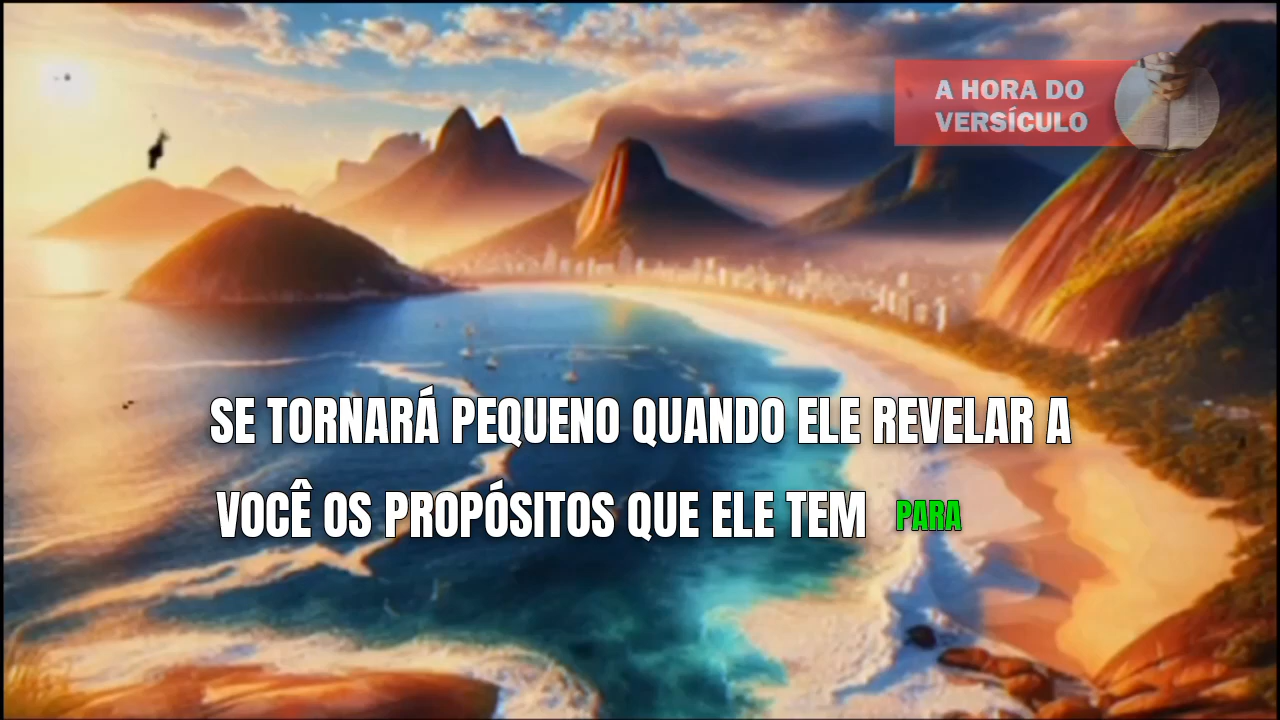 A HORA DO
VERSÍCULO
SE TORNARÁ PEQUENO QUANDO ELE REVELAR A
VOCÊ OS PROPÓSITOS QUE ELE TEM PARA